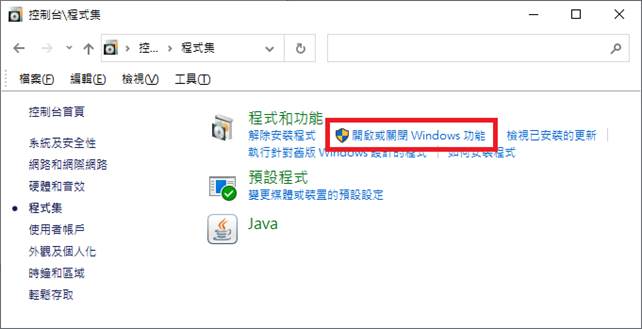 控制台\程式集
控... 程式集
檔案(F) 編輯(E) 檢視(V) 工具(T)
控制台首頁
系統及安全性
網路和網際網路
硬體和音效
程式集
使用者帳戶
外觀及個人化
時鐘和區域
輕鬆存取
程式和功能
解除安裝程式 開啟或關閉 Windows 功能 檢視已安裝的更新
執行針對舊版 Windows 設計的程式 如何安裝程式
預設程式
變更媒體或裝置的預設設定
Java